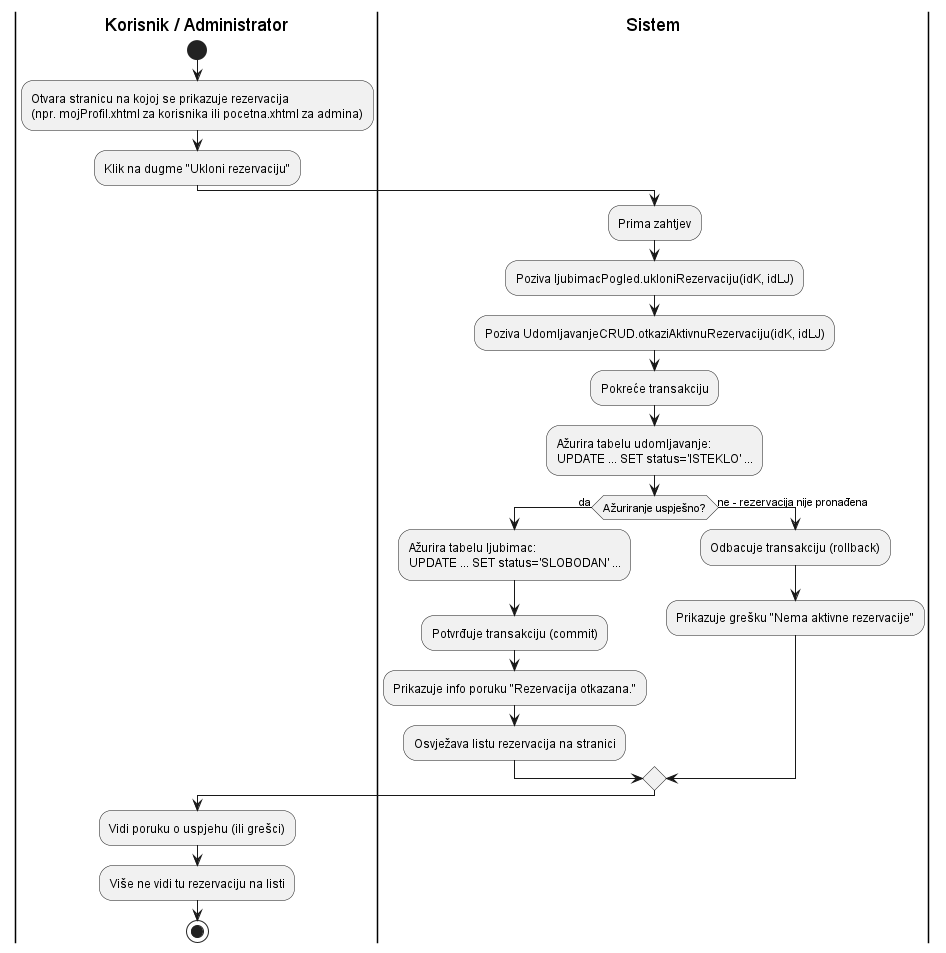 Korisnik / Administrator
Sistem
Otvara stranicu na kojoj se prikazuje rezervacija
(npr. mojProfil.xhtml za korisnika ili pocetna.xhtml za admina)
Klik na dugme "Ukloni rezervaciju"
Prima zahtjev
Poziva ljubimacPogled.ukloniRezervaciju(idK, idLJ)
Poziva UdomljavanjeCRUD.otkaziAktivnuRezervaciju(idK, idLJ)
Pokreće transakciju
Ažurira tabelu udomljavanje:
UPDATE ... SET status='ISTEKLO' ...
da
Ažuriranje uspješno?
ne - rezervacija nije pronađena
Ažurira tabelu ljubimac:
UPDATE ... SET status='SLOBODAN' ...
Odbacuje transakciju (rollback)
Potvrđuje transakciju (commit)
Prikazuje grešku "Nema aktivne rezervacije"
Prikazuje info poruku "Rezervacija otkazana."
Osvježava listu rezervacija na stranici
Vidi poruku o uspjehu (ili grešci)
Više ne vidi tu rezervaciju na listi